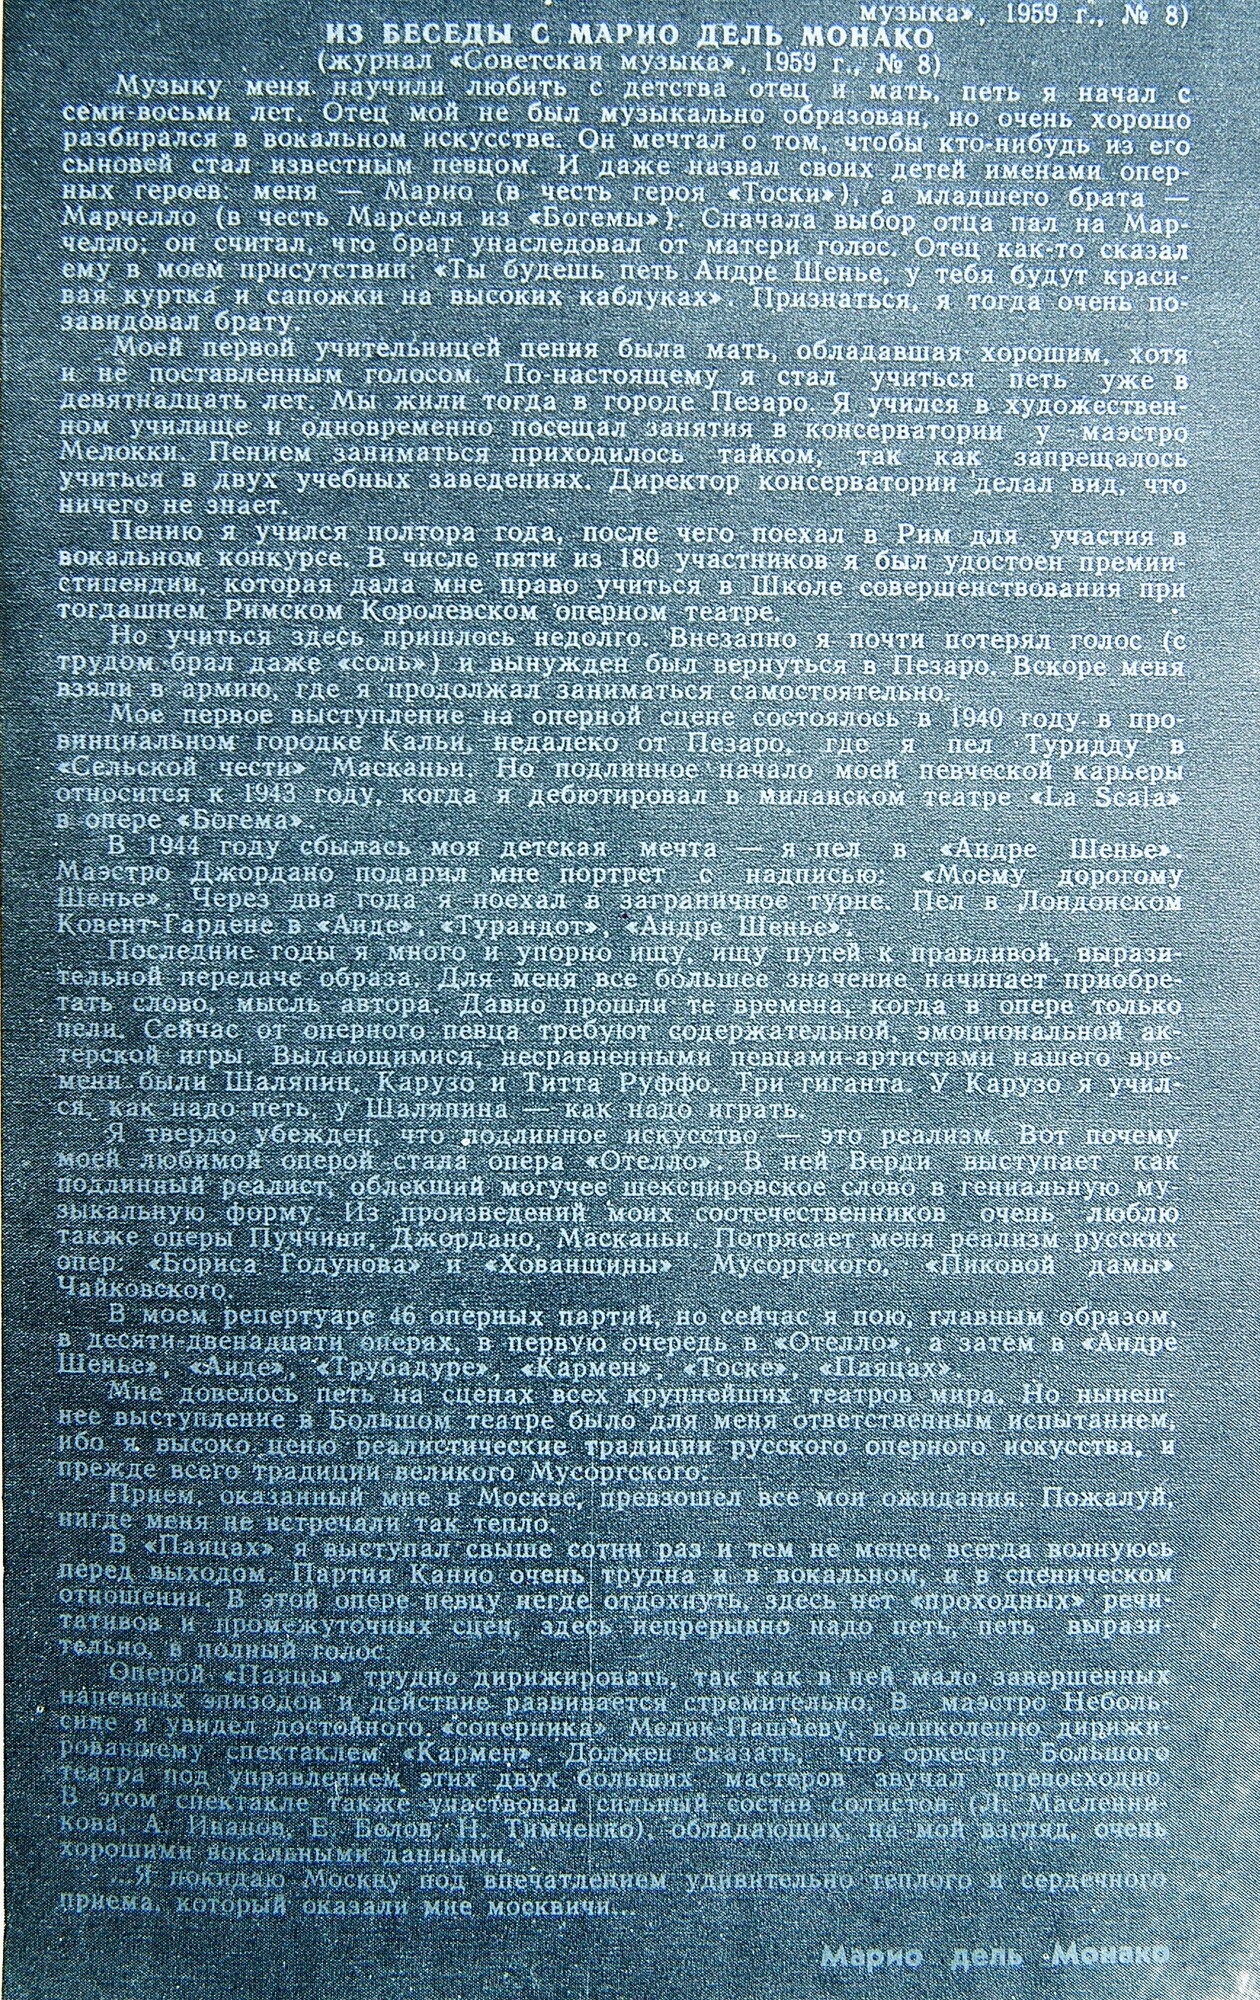 музыка», 1959 г., № 8)
ИЗ БЕСЕДЫ С МАРИО ДЕЛЬ МОНАКО
(журнал «Советская музыка», 1959 г., № 8)
Музыку меня научили любить с детства отец и мать, петь я начал с
семи-восьми лет. Отец мой не был музыкально образован, но очень хорошо
разбирался в вокальном искусстве. Он мечтал о том, чтобы кто-нибудь из его
сыновей стал известным певцом. И даже назвал своих детей именами опер-
ных героев: меня — Марио (в честь героя «Тоски»), а младшего брата —
Марчелло (в честь Марселя из «Богемы»). Сначала выбор отца пал на Мар-
челло; он считал, что брат унаследовал от матери голос. Отец как-то сказал
ему в моем присутствии: «Ты будешь петь Андре Шенье, у тебя будут краси-
вая куртка и сапожки на высоких каблуках». Признаться, я тогда очень по-
завидовал брату.
Моей первой учительницей пения была мать, обладавшая хорошим, хотя
и не поставленным голосом. По-настоящему я стал учиться петь уже в
девятнадцать лет. Мы жили тогда в городе Пезаро. Я учился в художествен-
ном училище и одновременно посещал занятия в консерватории у маэстро
Мелокки. Пением заниматься приходилось тайком, так как запрещалось
учиться в двух учебных заведениях. Директор консерватории делал вид, что
ничего не знает.
Пению я учился полтора года, после чего поехал в Рим для участия в
вокальном конкурсе. В числе пяти из 180 участников я был удостоен премии-
стипендии, которая дала мне право учиться в Школе совершенствования при
тогдашнем Римском Королевском оперном театре.
Но учиться здесь пришлось недолго. Внезапно я почти потерял голос (с
трудом брал даже «соль») и вынужден был вернуться в Пезаро. Вскоре меня
взяли в армию, где я продолжал заниматься самостоятельно.
Мое первое выступление на оперной сцене состоялось в 1940 году в про-
винциальном городке Кальи, недалеко от Пезаро, где я пел Туридду в
«Сельской чести» Масканьи. Но подлинное начало моей певческой карьеры
относится к 1943 году, когда я дебютировал в миланском театре «La Scala»
в опере «Богема».
В 1944 году сбылась моя детская мечта — я пел в «Андре Шенье».
Маэстро Джордано подарил мне портрет с надписью: «Моему дорогому
Шенье». Через два года я поехал в заграничное турне. Пел в Лондонском
Ковент-Гардене в «Аиде», «Турандот», «Андре Шенье».
Последние годы я много и упорно ищу, ищу путей к правдивой, вырази-
тельной передаче образа. Для меня все большее значение начинает приобре-
тать слово, мысль автора. Давно прошли те времена, когда в опере только
пели. Сейчас от оперного певца требуют содержательной, эмоциональной ак-
терской игры. Выдающимися, несравненными певцами-артистами нашего вре-
мени были Шаляпин, Карузо и Титта Руффо. Три гиганта. У Карузо я учил-
ся, как надо петь, у Шаляпина — как надо играть.
Я твердо убежден, что подлинное искусство — это реализм. Вот почему
моей любимой оперой стала опера «Отелло». В ней Верди выступает как
подлинный реалист, облекший могучее шекспировское слово в гениальную му-
зыкальную форму. Из произведений моих соотечественников очень люблю
также оперы Пуччини, Джордано, Масканьи. Потрясает меня реализм русских
опер: «Бориса Годунова» и «Хованщины» Мусоргского, «Пиковой дамы»
Чайковского.
В моем репертуаре 46 оперных партий, но сейчас я пою, главным образом,
в десяти-двенадцати операх, в первую очередь в «Отелло», а затем в «Андре
Шенье», «Аиде», «Трубадуре», «Кармен», «Тоске», «Паяцах».
Мне довелось петь на сценах всех крупнейших театров мира. Но нынеш-
нее выступление в Большом театре было для меня ответственным испытанием,
ибо я высоко ценю реалистические традиции русского оперного искусства, и
прежде всего традиции великого Мусоргского.
Прием, оказанный мне в Москве, превзошел все мои ожидания. Пожалуй,
нигде меня не встречали так тепло.
В «Паяцах» я выступал свыше сотни раз и тем не менее всегда волнуюсь
перед выходом. Партия Канио очень трудна и в вокальном, и в сценическом
отношении. В этой опере певцу негде отдохнуть, здесь нет «проходных» речи-
тативов и промежуточных сцен, здесь непрерывно надо петь, петь вырази-
тельно, в полный голос.
Оперой «Паяцы» трудно дирижировать, так как в ней мало завершенных
напевных эпизодов и действие развивается стремительно. В маэстро Неболь-
сине я увидел достойного «соперника» Мелик-Пашаеву, великолепно дирижи-
ровавшему спектаклем «Кармен». Должен сказать, что оркестр Большого
театра под управлением этих двух больших мастеров звучал превосходно.
В этом спектакле также участвовал сильный состав солистов (Л. Масленни-
кова, А. Иванов, Е. Белов, Н. Тимченко), обладающих на мой взгляд, очень
хорошими вокальными данными.
...Я покидаю Москву под впечатлением удивительно теплого и сердечного
приема, который оказали мне москвичи...
Марио дель Монако